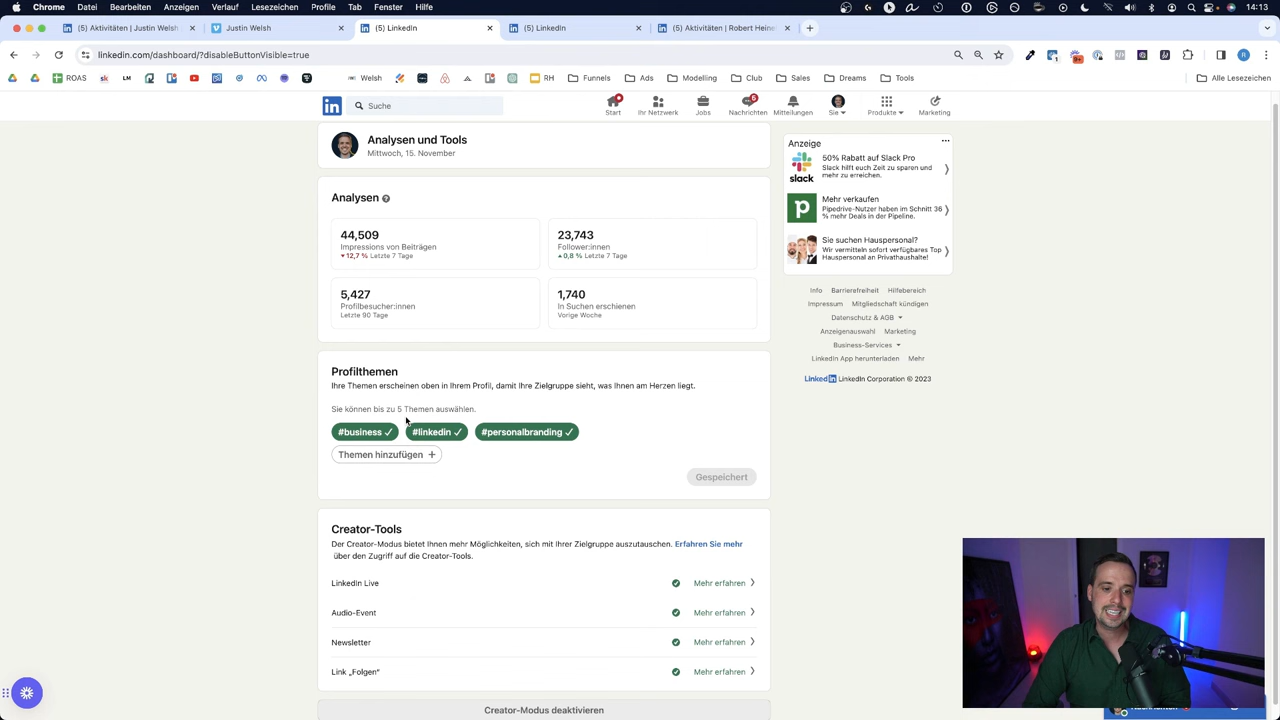 Chrome Datei Bearbeiten Anzeigen Verlauf Lesezeichen Profile Tab Fenster Hilfe 14:13
(5) Aktivitäten | Justin Welsh
Justin Welsh
(5) LinkedIn
(5) LinkedIn
(5) Aktivitäten | Robert Heine
linkedin.com/dashboard/?disableButtonVisible=true
ROAS Welsh RH Funnels Ads Modelling Club Sales Dreams Tools Alle Lesezeichen
Suche
Start Ihr Netzwerk Jobs Nachrichten Mitteilungen Sie Produkte Marketing
Analysen und Tools
Mittwoch, 15. November
Analysen
44,509
Impressions von Beiträgen
12,7 % Letzte 7 Tage
23,743
Follower:innen
0,8 % Letzte 7 Tage
5,427
Profilbesucher:innen
Letzte 90 Tage
1,740
In Suchen erschienen
Vorige Woche
Profilthemen
Ihre Themen erscheinen oben in Ihrem Profil, damit Ihre Zielgruppe sieht, was Ihnen am Herzen liegt.
Sie können bis zu 5 Themen auswählen.
#business ✓ #linkedin ✓ #personalbranding ✓
Themen hinzufügen +
Gespeichert
Creator-Tools
Der Creator-Modus bietet Ihnen mehr Möglichkeiten, sich mit Ihrer Zielgruppe auszutauschen. Erfahren Sie mehr
über den Zugriff auf die Creator-Tools.
LinkedIn Live Mehr erfahren
Audio-Event Mehr erfahren
Newsletter Mehr erfahren
Link „Folgen“ Mehr erfahren
Creator-Modus deaktivieren
Anzeige
50% Rabatt auf Slack Pro
Slack hilft euch Zeit zu sparen und
mehr zu erreichen.
slack
Mehr verkaufen
Pipedrive-Nutzer haben im Schnitt 36
% mehr Deals in der Pipeline.
Sie suchen Hauspersonal?
Wir vermitteln sofort verfügbares Top
Hauspersonal an Privathaushalte!
Info Barrierefreiheit Hilfebereich
Impressum Mitgliedschaft kündigen
Datenschutz & AGB
Anzeigenauswahl Marketing
Business-Services
LinkedIn App herunterladen Mehr
LinkedIn LinkedIn Corporation © 2023